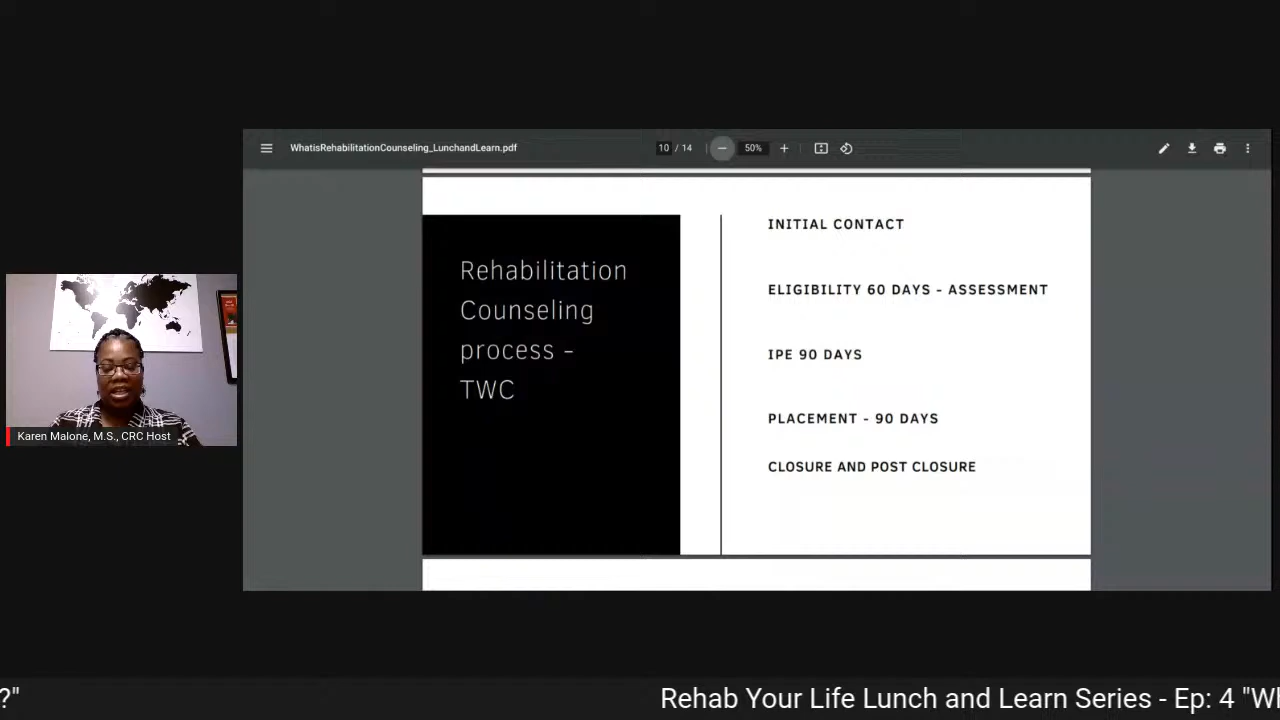 WhatisRehabilitationCounseling_LunchandLearn.pdf
10 / 14
50%
Rehabilitation
Counseling
process -
TWC
INITIAL CONTACT
ELIGIBILITY 60 DAYS - ASSESSMENT
IPE 90 DAYS
PLACEMENT - 90 DAYS
CLOSURE AND POST CLOSURE
Karen Malone, M.S., CRC Host
?"
Rehab Your Life Lunch and Learn Series - Ep: 4 "Wh